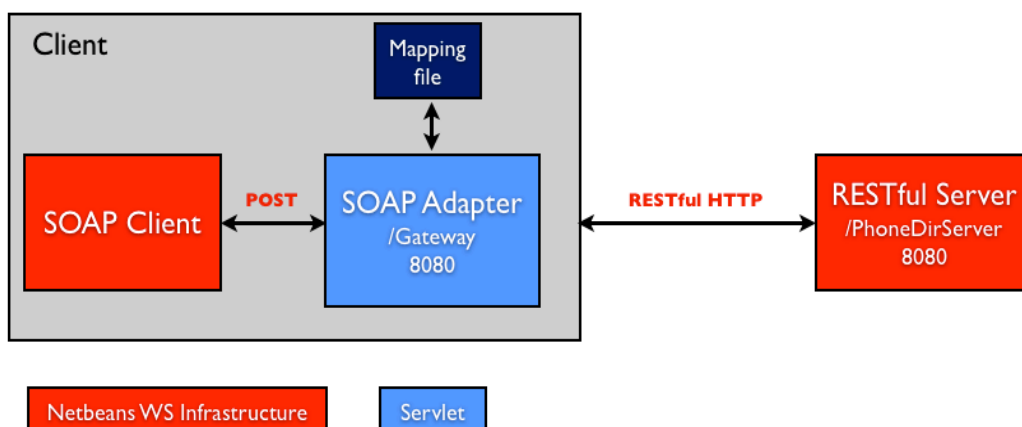 Client
Mapping
file
SOAP Client
POST
SOAP Adapter
/Gateway
8080
RESTful HTTP
RESTful Server
/PhoneDirServer
8080
Netbeans WS Infrastructure
Servlet